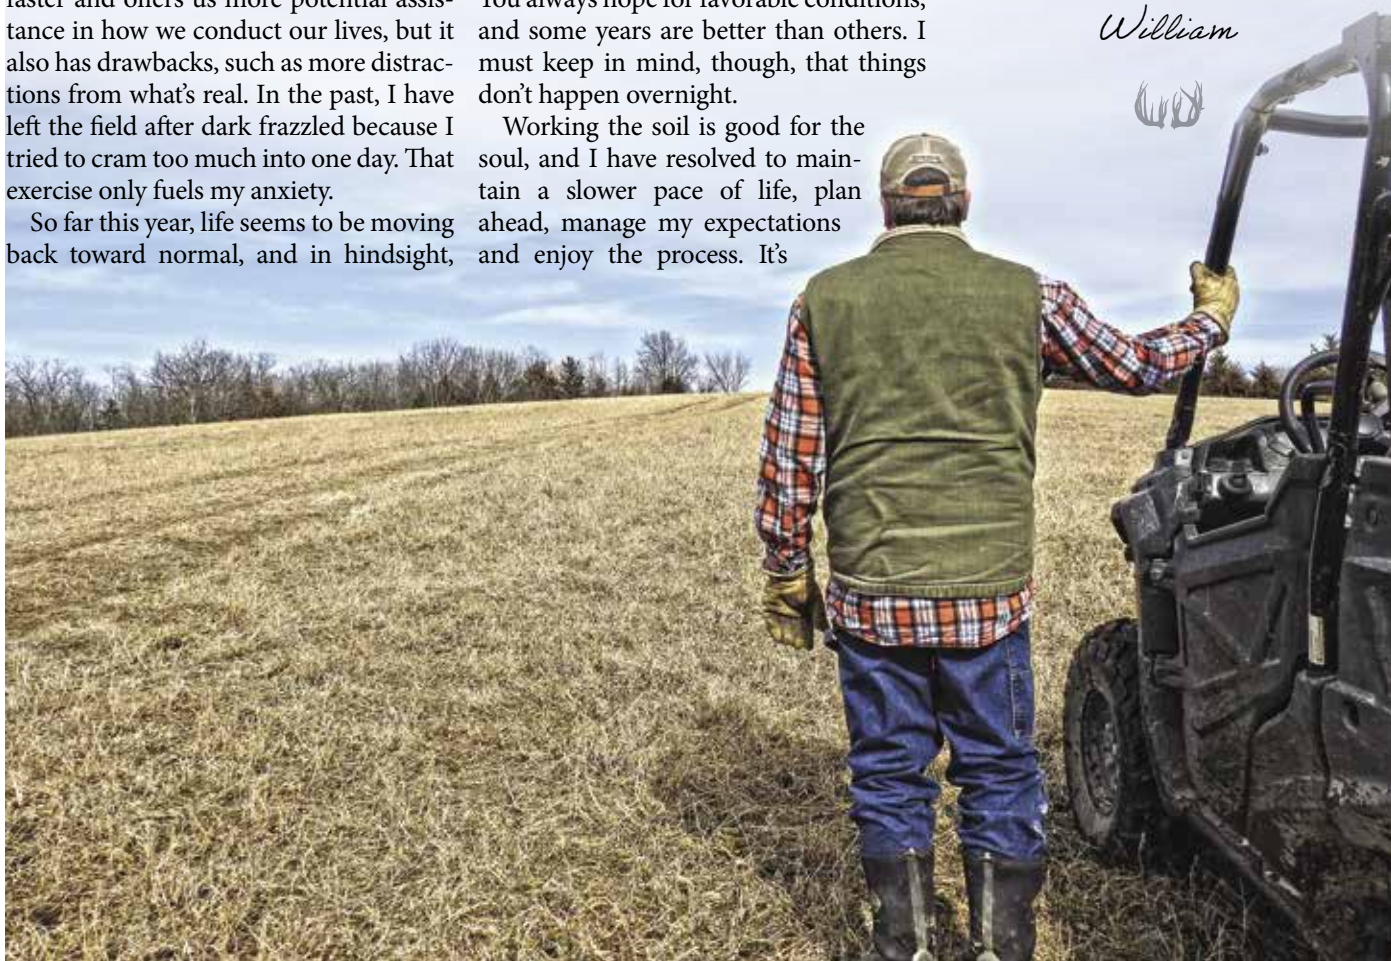 faster and offers us more potential assis-
tance in how we conduct our lives, but it
also has drawbacks, such as more distrac-
tions from what's real. In the past, I have
left the field after dark frazzled because I
tried to cram too much into one day. That
exercise only fuels my anxiety.
So far this year, life seems to be moving
back toward normal, and in hindsight,
You always hope for favorable conditions,
and some years are better than others. I
must keep in mind, though, that things
don't happen overnight.
Working the soil is good for the
soul, and I have resolved to main-
tain a slower pace of life, plan
ahead, manage my expectations
and enjoy the process. It's
William